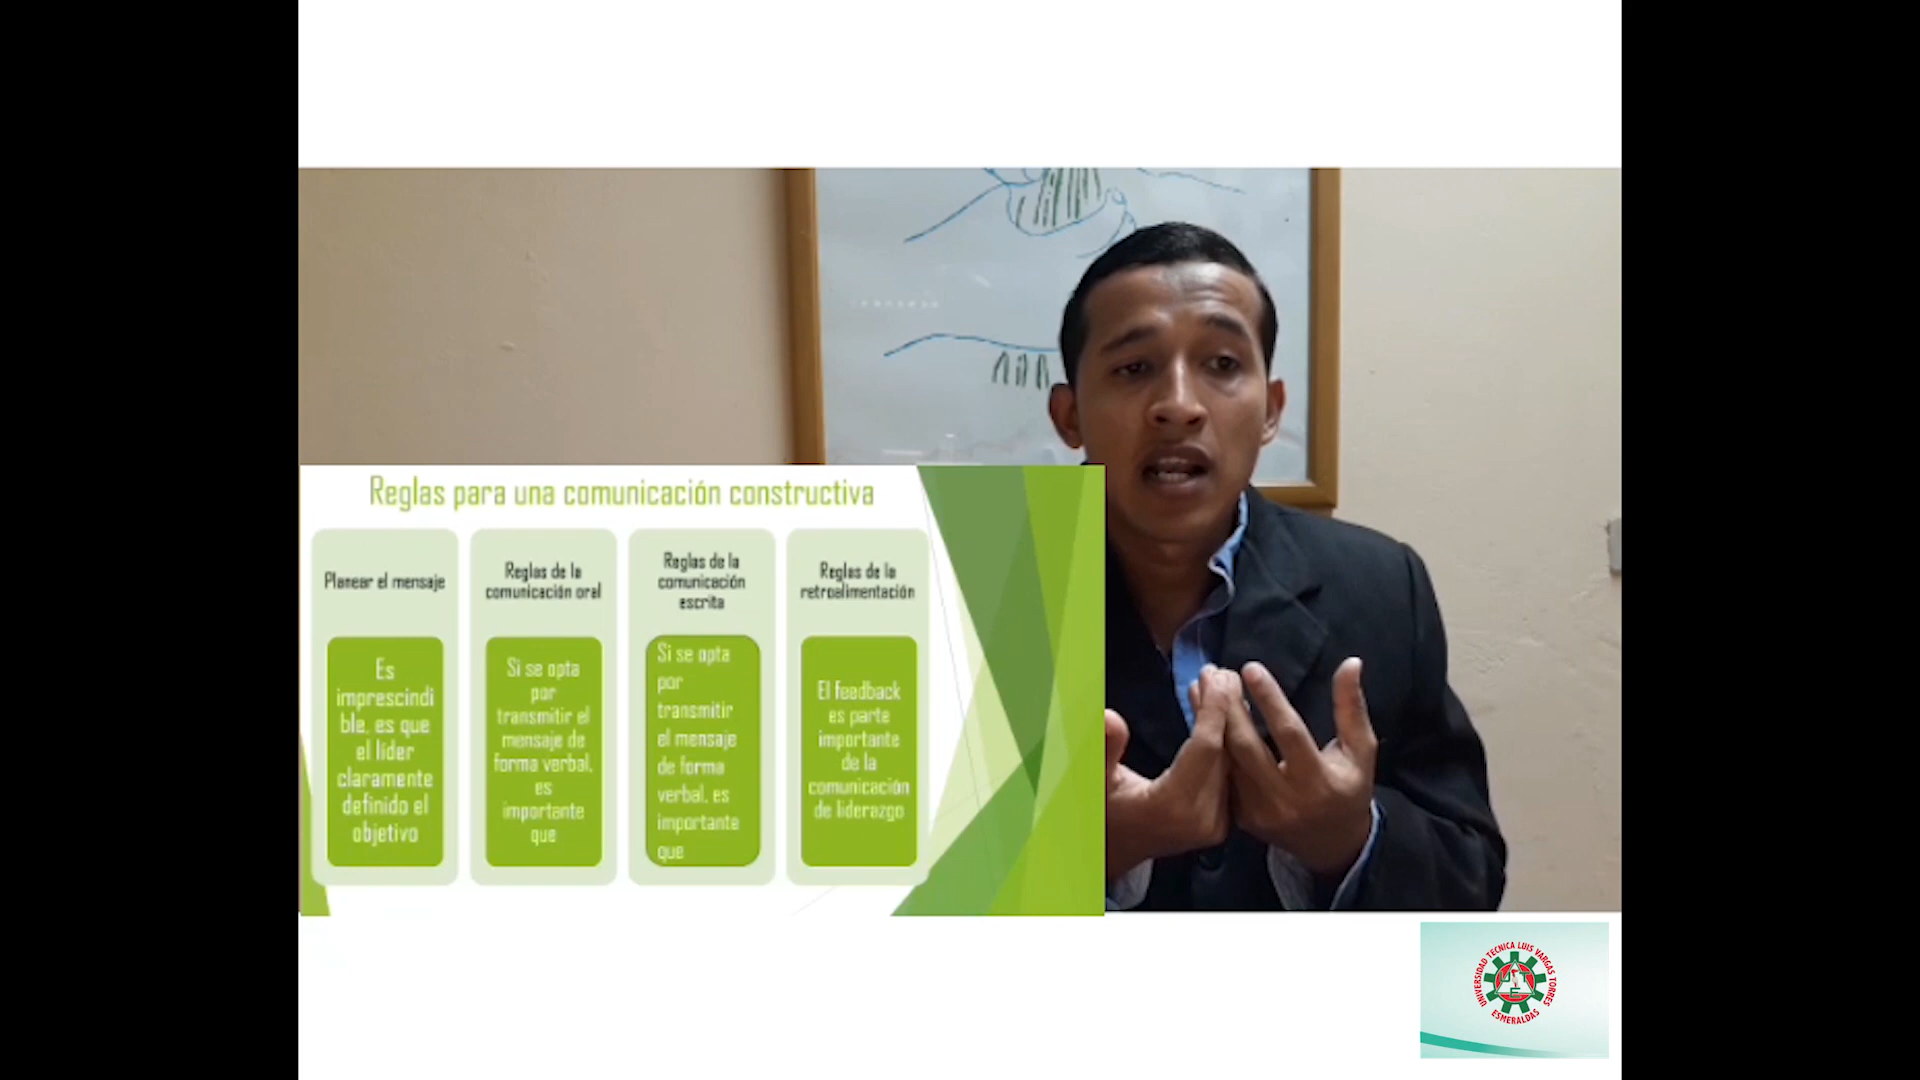 Reglas para una comunicación constructiva
Planear el mensaje
Es
imprescindi
ble, es que
el líder
claramente
definido el
objetivo
Reglas de la
comunicación oral
Si se opta
por
transmitir el
mensaje de
forma verbal,
es
importante
que
Reglas de la
comunicación
escrita
Si se opta
por
transmitir
el mensaje
de forma
verbal, es
importante
que
Reglas de la
retroalimentación
El feedback
es parte
importante
de la
comunicación
de liderazgo
UNIVERSIDAD TECNICA LUIS VARGAS TORRES
ESMERALDAS